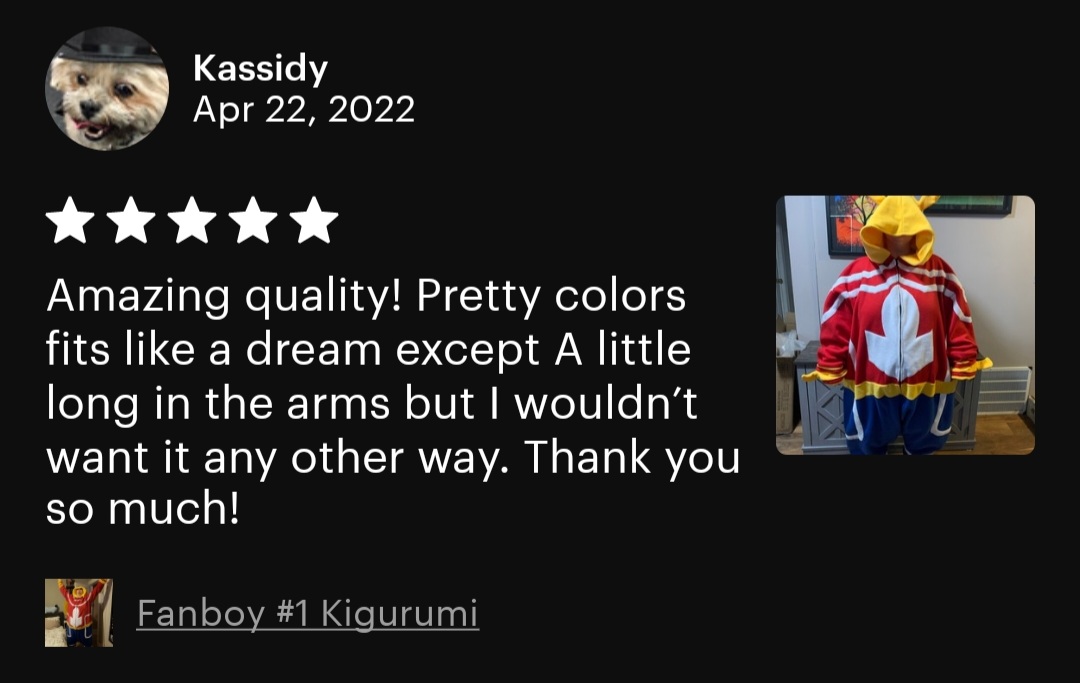 Kassidy
Apr 22, 2022
Amazing quality! Pretty colors
fits like a dream except A little
long in the arms but I wouldn’t
want it any other way. Thank you
so much!
Fanboy #1 Kigurumi